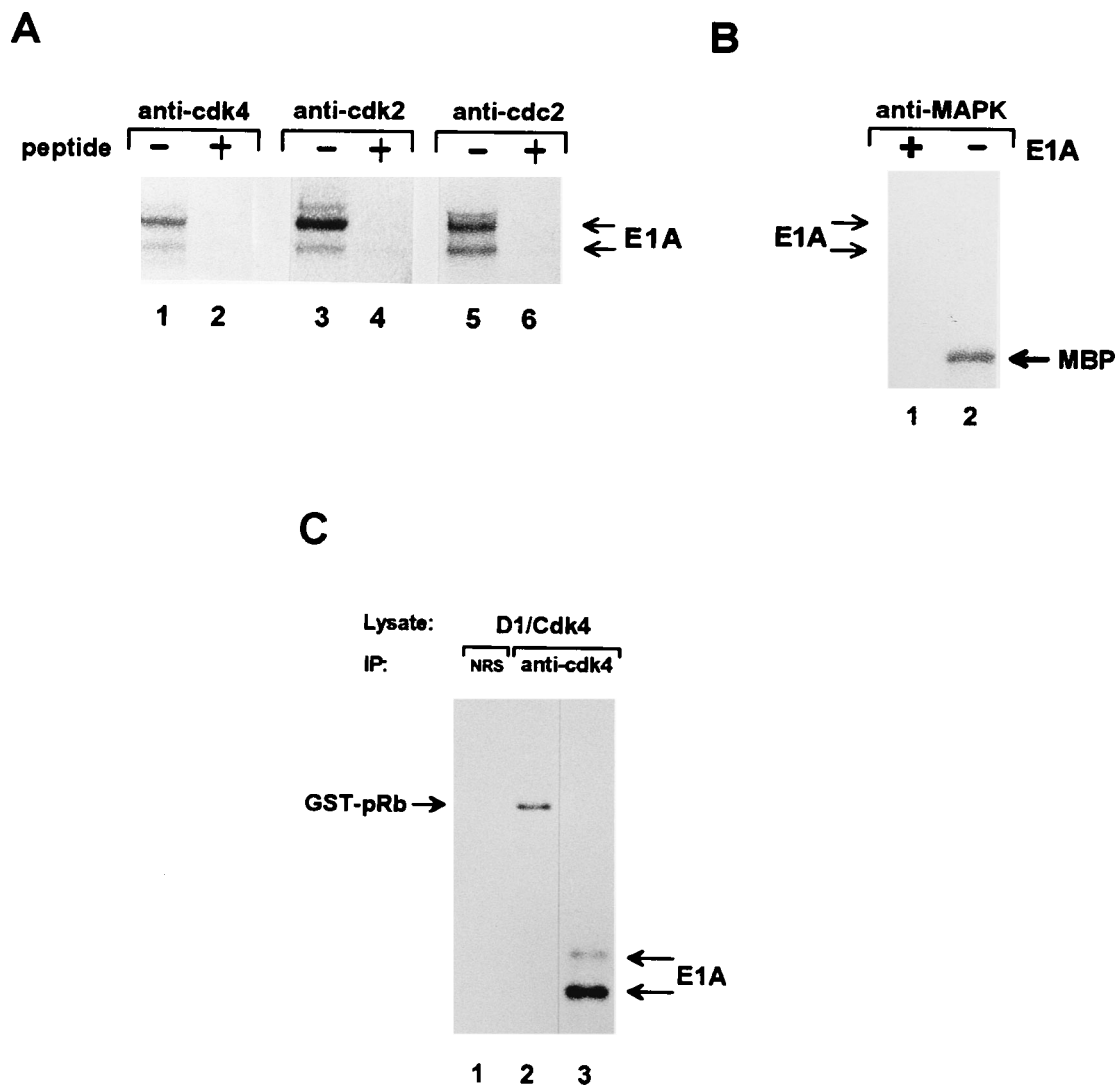 A
anti-cdk4 anti-cdk2 anti-cdc2
peptide − + − + − +
← E1A
←
1 2 3 4 5 6
B
anti-MAPK
+ − E1A
E1A →
→
← MBP
1 2
C
Lysate: D1/Cdk4
IP: NRS anti-cdk4
GST-pRb →
← E1A
←
1 2 3